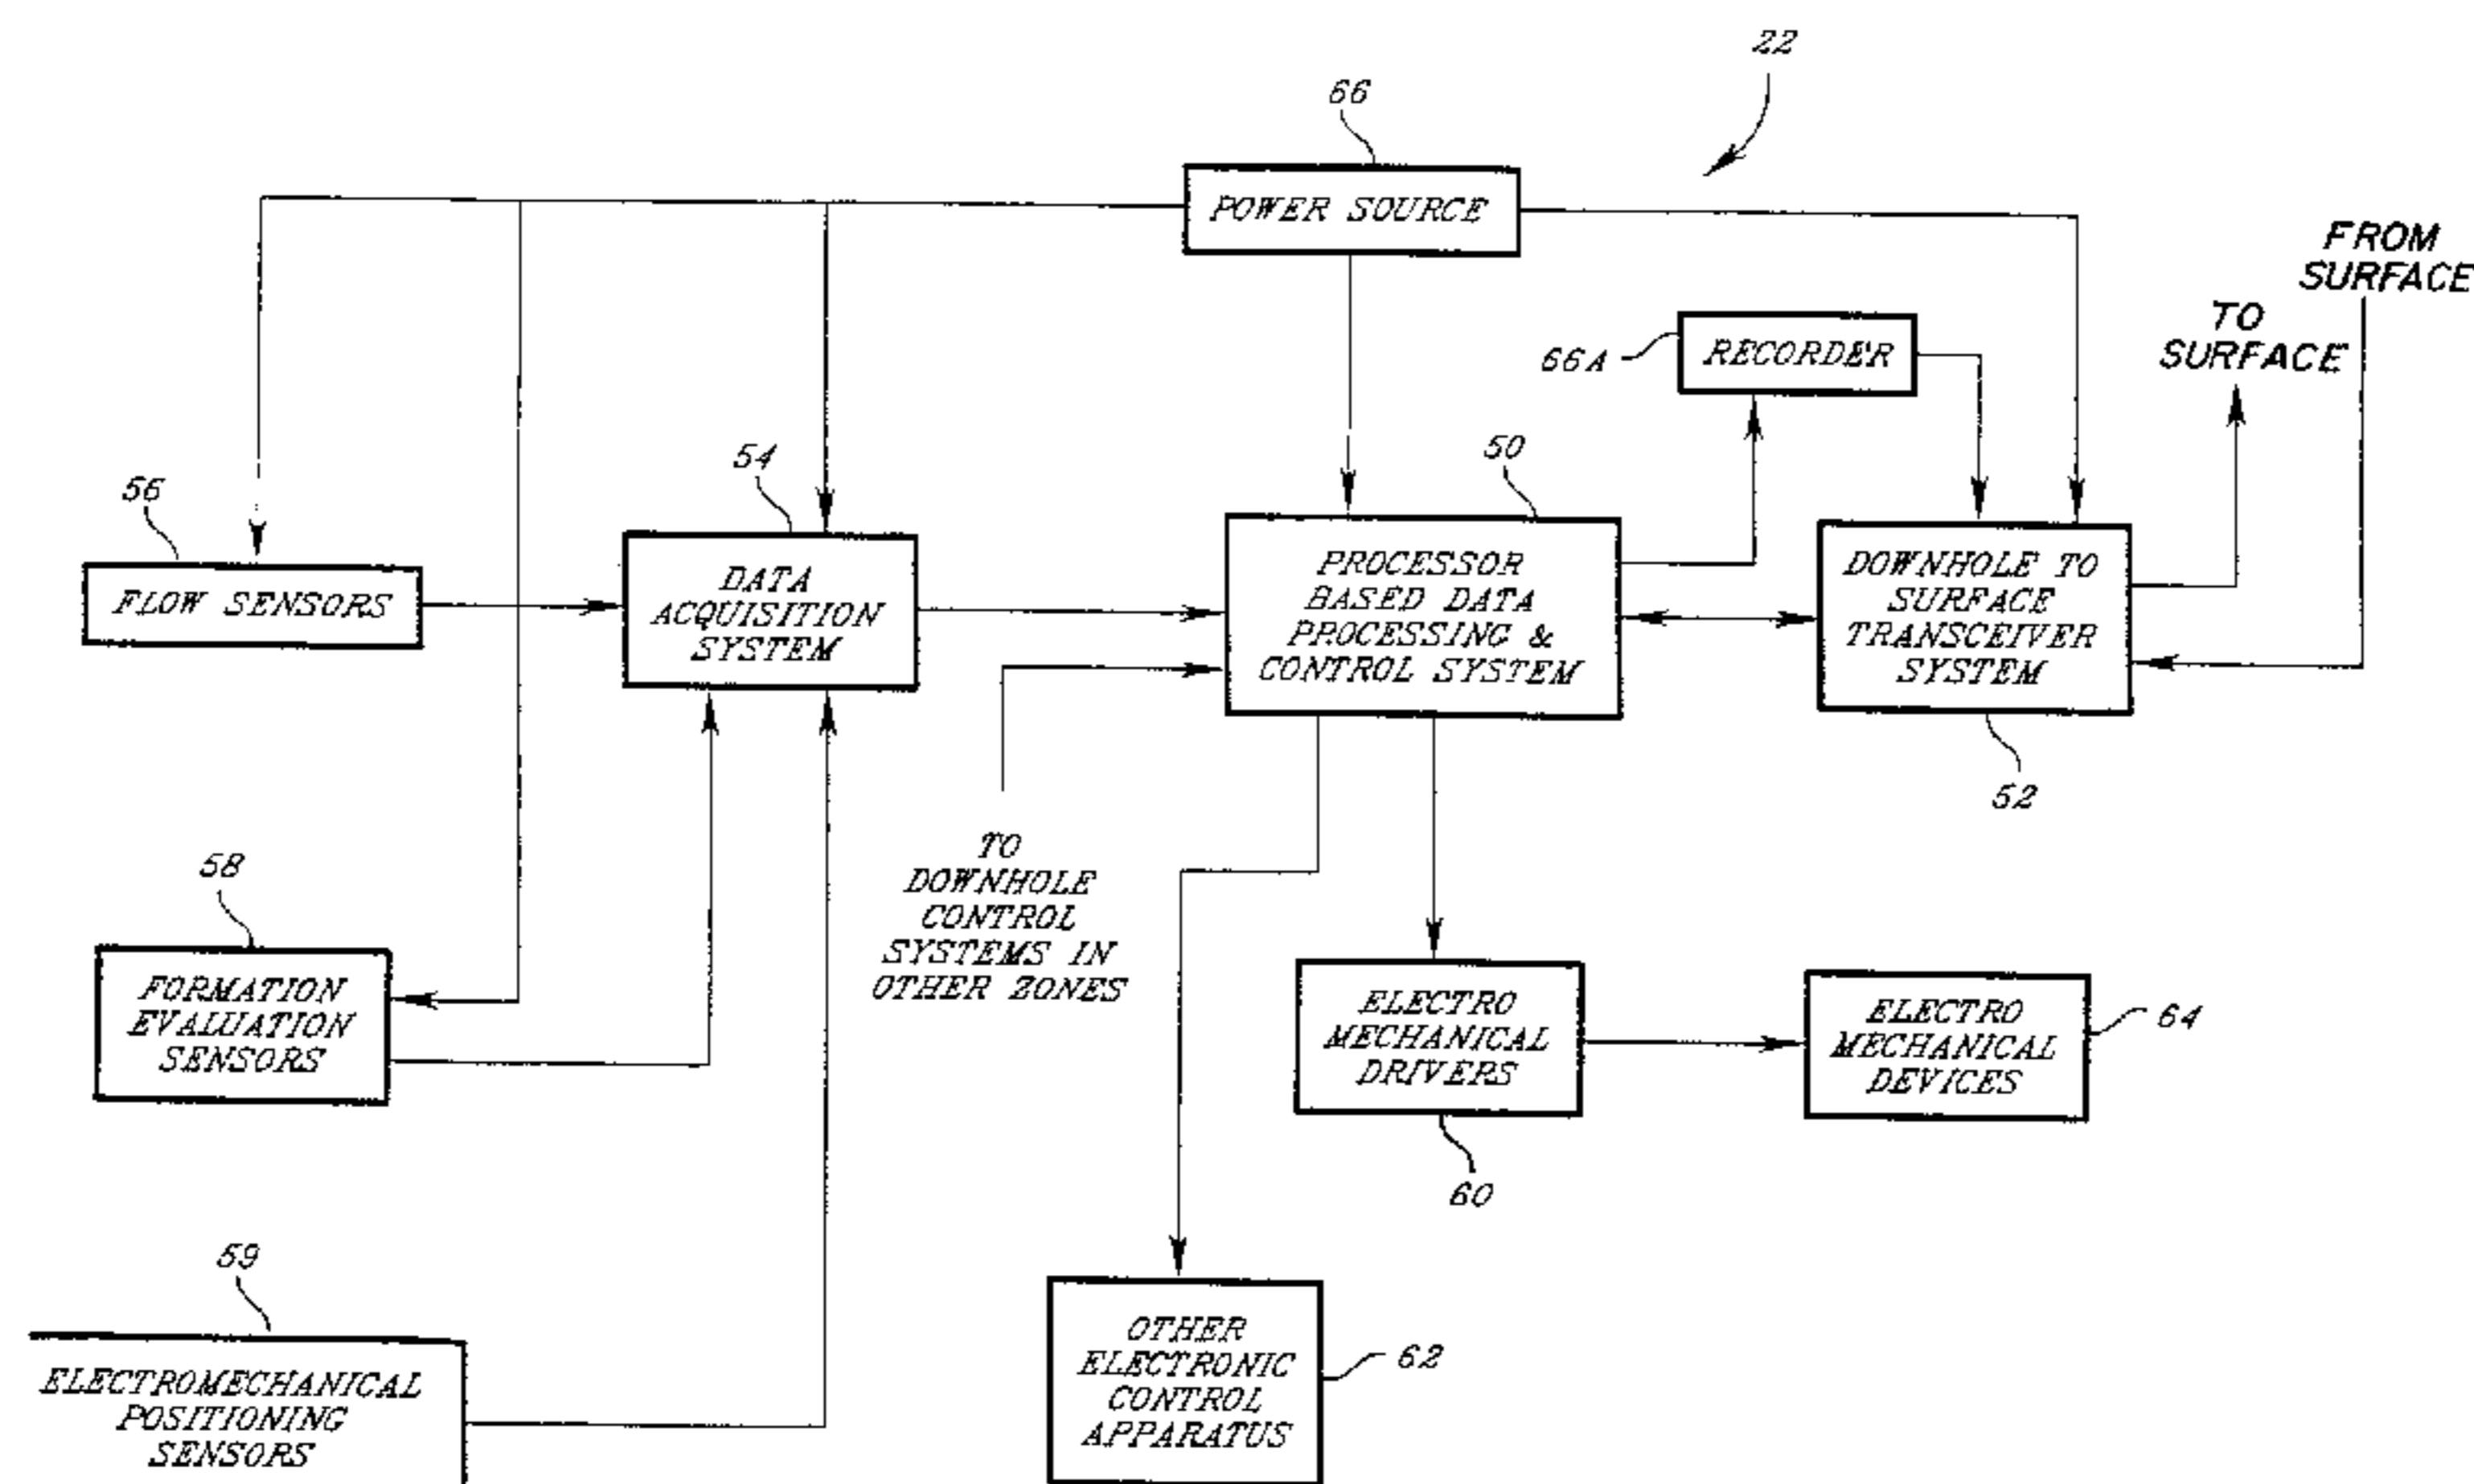 22
66
POWER SOURCE
FROM
SURFACE
TO
SURFACE
66A
RECORDER
54
50
56
FLOW SENSORS
DATA
ACQUISITION
SYSTEM
PROCESSOR
BASED DATA
PROCESSING &
CONTROL SYSTEM
DOWNHOLE TO
SURFACE
TRANSCEIVER
SYSTEM
52
TO
DOWNHOLE
CONTROL
SYSTEMS IN
OTHER ZONES
58
FORMATION
EVALUATION
SENSORS
ELECTRO
MECHANICAL
DRIVERS
60
ELECTRO
MECHANICAL
DEVICES
64
59
ELECTROMECHANICAL
POSITIONING
SENSORS
OTHER
ELECTRONIC
CONTROL
APPARATUS
62